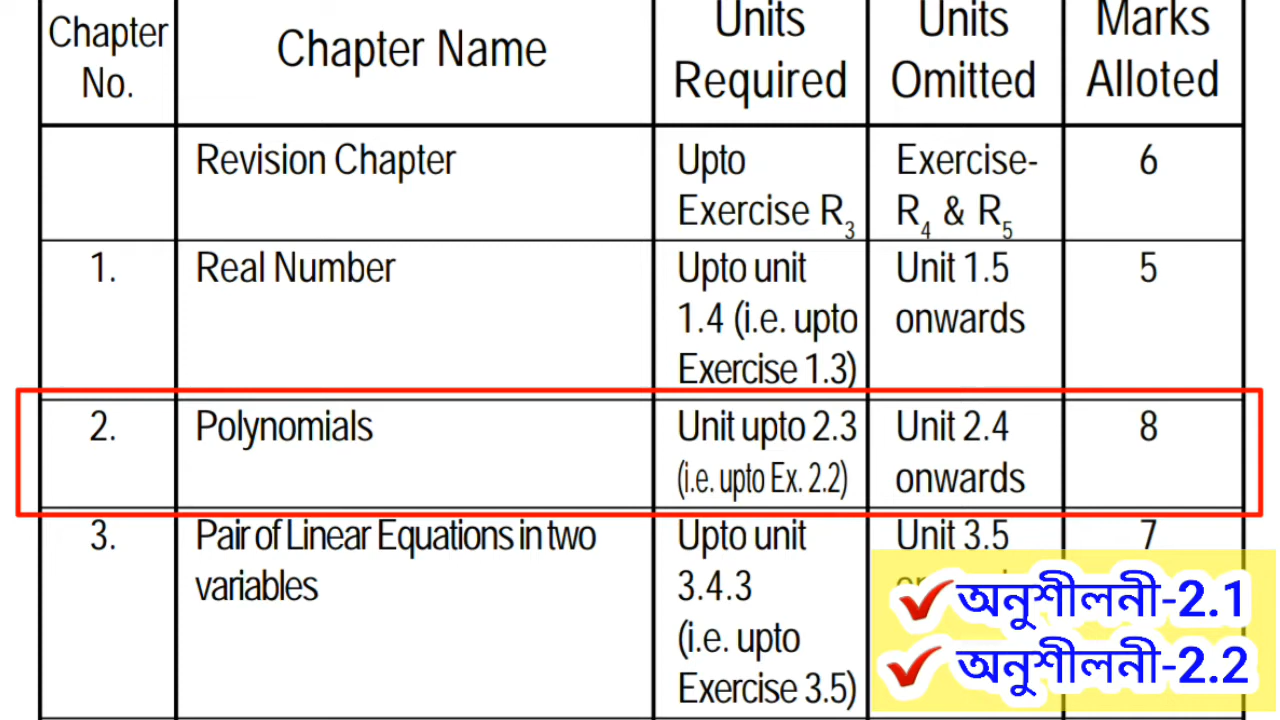 Chapter No.
Chapter Name
Units Required
Units Omitted
Marks Alloted
Revision Chapter
Upto Exercise R3
Exercise- R4 & R5
6
1.
Real Number
Upto unit 1.4 (i.e. upto Exercise 1.3)
Unit 1.5 onwards
5
2.
Polynomials
Unit upto 2.3 (i.e. upto Ex. 2.2)
Unit 2.4 onwards
8
3.
Pair of Linear Equations in two variables
Upto unit 3.4.3 (i.e. upto Exercise 3.5)
Unit 3.5
7
অনুশীলনী-2.1
অনুশীলনী-2.2